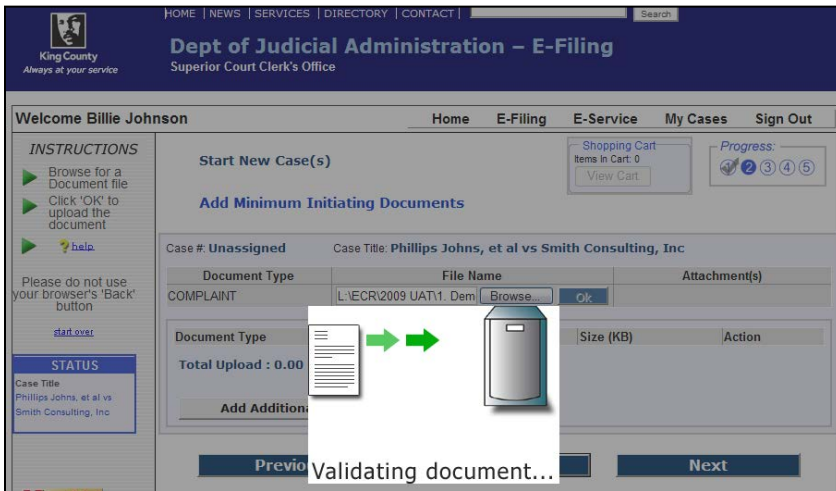 HOME | NEWS | SERVICES | DIRECTORY | CONTACT |
Search
King County
Always at your service
Dept of Judicial Administration – E-Filing
Superior Court Clerk's Office
Welcome Billie Johnson
Home E-Filing E-Service My Cases Sign Out
INSTRUCTIONS
Browse for a
Document file
Click 'OK' to
upload the
document
help
Please do not use
your browser's 'Back'
button
start over
STATUS
Case Title
Phillips Johns, et al vs
Smith Consulting, Inc
Start New Case(s)
Shopping Cart
Items in Cart: 0
View Cart
Progress:
2 3 4 5
Add Minimum Initiating Documents
Case #: Unassigned Case Title: Phillips Johns, et al vs Smith Consulting, Inc
Document Type File Name Attachment(s)
COMPLAINT L:\ECR\2009 UAT\1. Dem Browse... Ok
Document Type Size (KB) Action
Total Upload : 0.00
Add Additiona
Previo Next
Validating document...